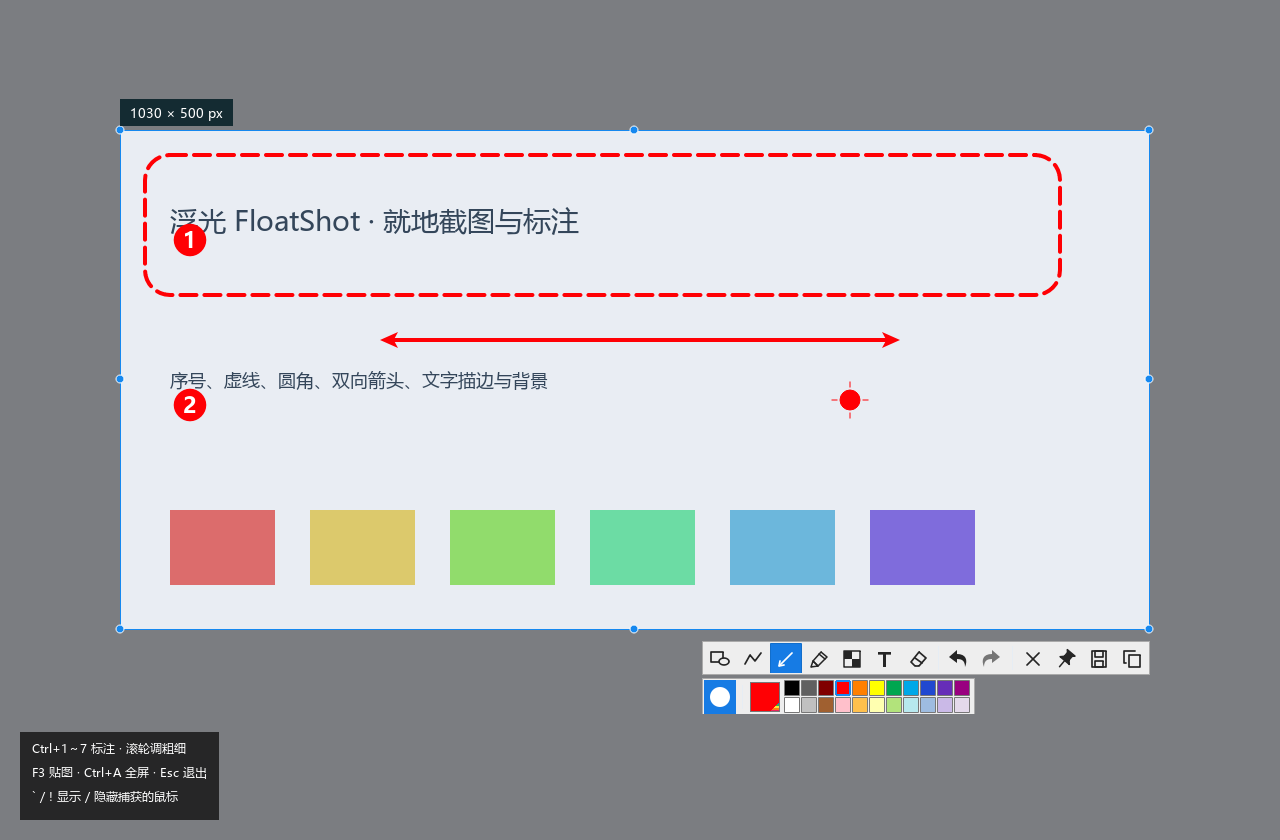 1030 × 500 px
浮光 FloatShot · 就地截图与标注
1
序号、虚线、圆角、双向箭头、文字描边与背景
2
T
Ctrl+1~7 标注 · 滚轮调粗细
F3 贴图 · Ctrl+A 全屏 · Esc 退出
` / ! 显示 / 隐藏捕获的鼠标